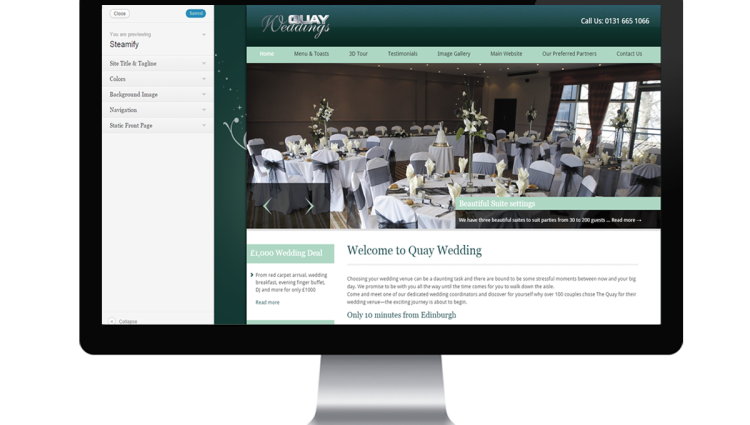 Close
Saved
You are previewing
Steamify
Site Title & Tagline
Colors
Background Image
Navigation
Static Front Page
Collapse
QUAY
Weddings
Call Us: 0131 665 1066
Home
Menu & Toasts
3D Tour
Testimonials
Image Gallery
Main Website
Our Preferred Partners
Contact Us
Beautiful Suite settings
We have three beautiful suites to suit parties from 30 to 200 guests ... Read more →
£1,000 Wedding Deal
From red carpet arrival, wedding
breakfast, evening finger buffet,
DJ and more for only £1000
Read more
Welcome to Quay Wedding
Choosing your wedding venue can be a daunting task and there are bound to be some stressful moments between now and your big
day. We promise to be with you all the way until the time comes for you to walk down the aisle.
Come and meet one of our dedicated wedding coordinators and discover for yourself why over 100 couples chose The Quay for their
wedding venue—the exciting journey is about to begin.
Only 10 minutes from Edinburgh